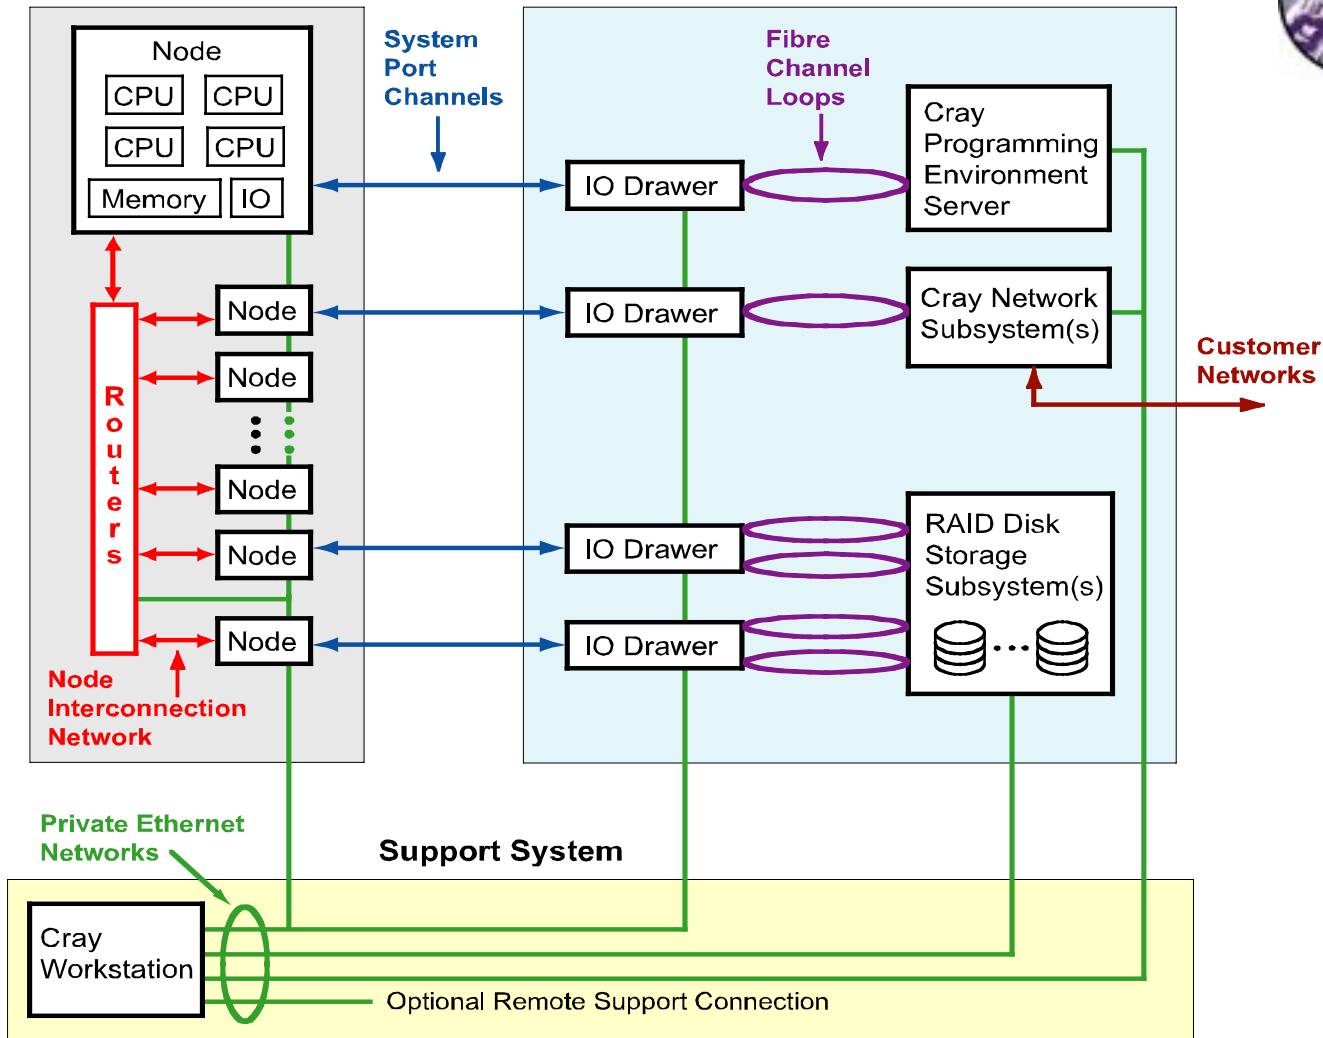 Node
CPU
CPU
CPU
CPU
Memory
IO
System
Port
Channels
Fibre
Channel
Loops
IO Drawer
Cray
Programming
Environment
Server
Routers
Node
IO Drawer
Cray Network
Subsystem(s)
Customer
Networks
Node
Node
Node
IO Drawer
RAID Disk
Storage
Subsystem(s)
Node
IO Drawer
Node
Interconnection
Network
Private Ethernet
Networks
Support System
Cray
Workstation
Optional Remote Support Connection